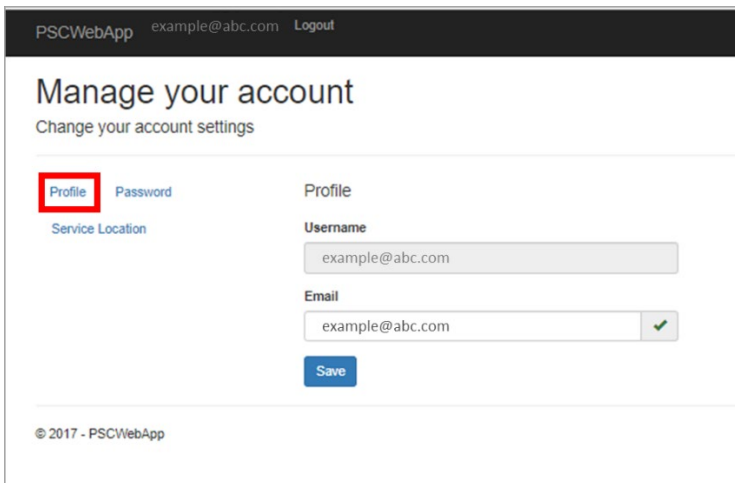 PSCWebApp example@abc.com Logout
Manage your account
Change your account settings
Profile Password
Service Location
Profile
Username
example@abc.com
Email
example@abc.com
Save
© 2017 - PSCWebApp